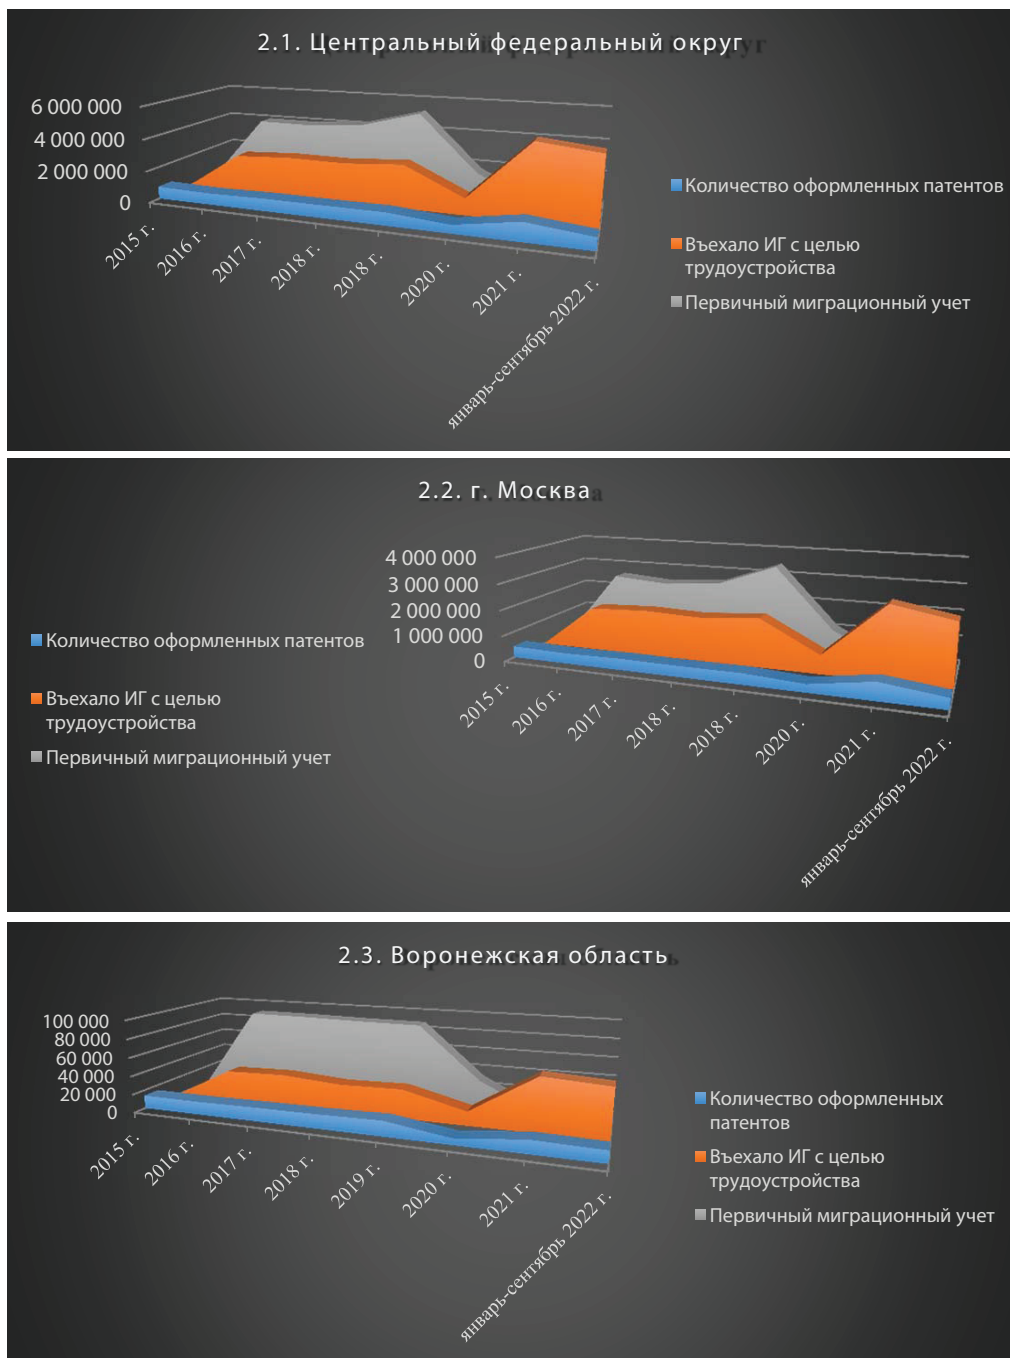 2.1. Центральный федеральный округ
6 000 000
4 000 000
2 000 000
0
2015 г.
2016 г.
2017 г.
2018 г.
2018 г.
2020 г.
2021 г.
январь-сентябрь 2022 г.
Количество оформленных патентов
Въехало ИГ с целью
трудоустройства
Первичный миграционный учет
2.2. г. Москва
4 000 000
3 000 000
2 000 000
1 000 000
0
2015 г.
2016 г.
2017 г.
2018 г.
2018 г.
2020 г.
2021 г.
январь-сентябрь 2022 г.
Количество оформленных патентов
Въехало ИГ с целью
трудоустройства
Первичный миграционный учет
2.3. Воронежская область
100 000
80 000
60 000
40 000
20 000
0
2015 г.
2016 г.
2017 г.
2018 г.
2019 г.
2020 г.
2021 г.
январь-сентябрь 2022 г.
Количество оформленных
патентов
Въехало ИГ с целью
трудоустройства
Первичный миграционный учет